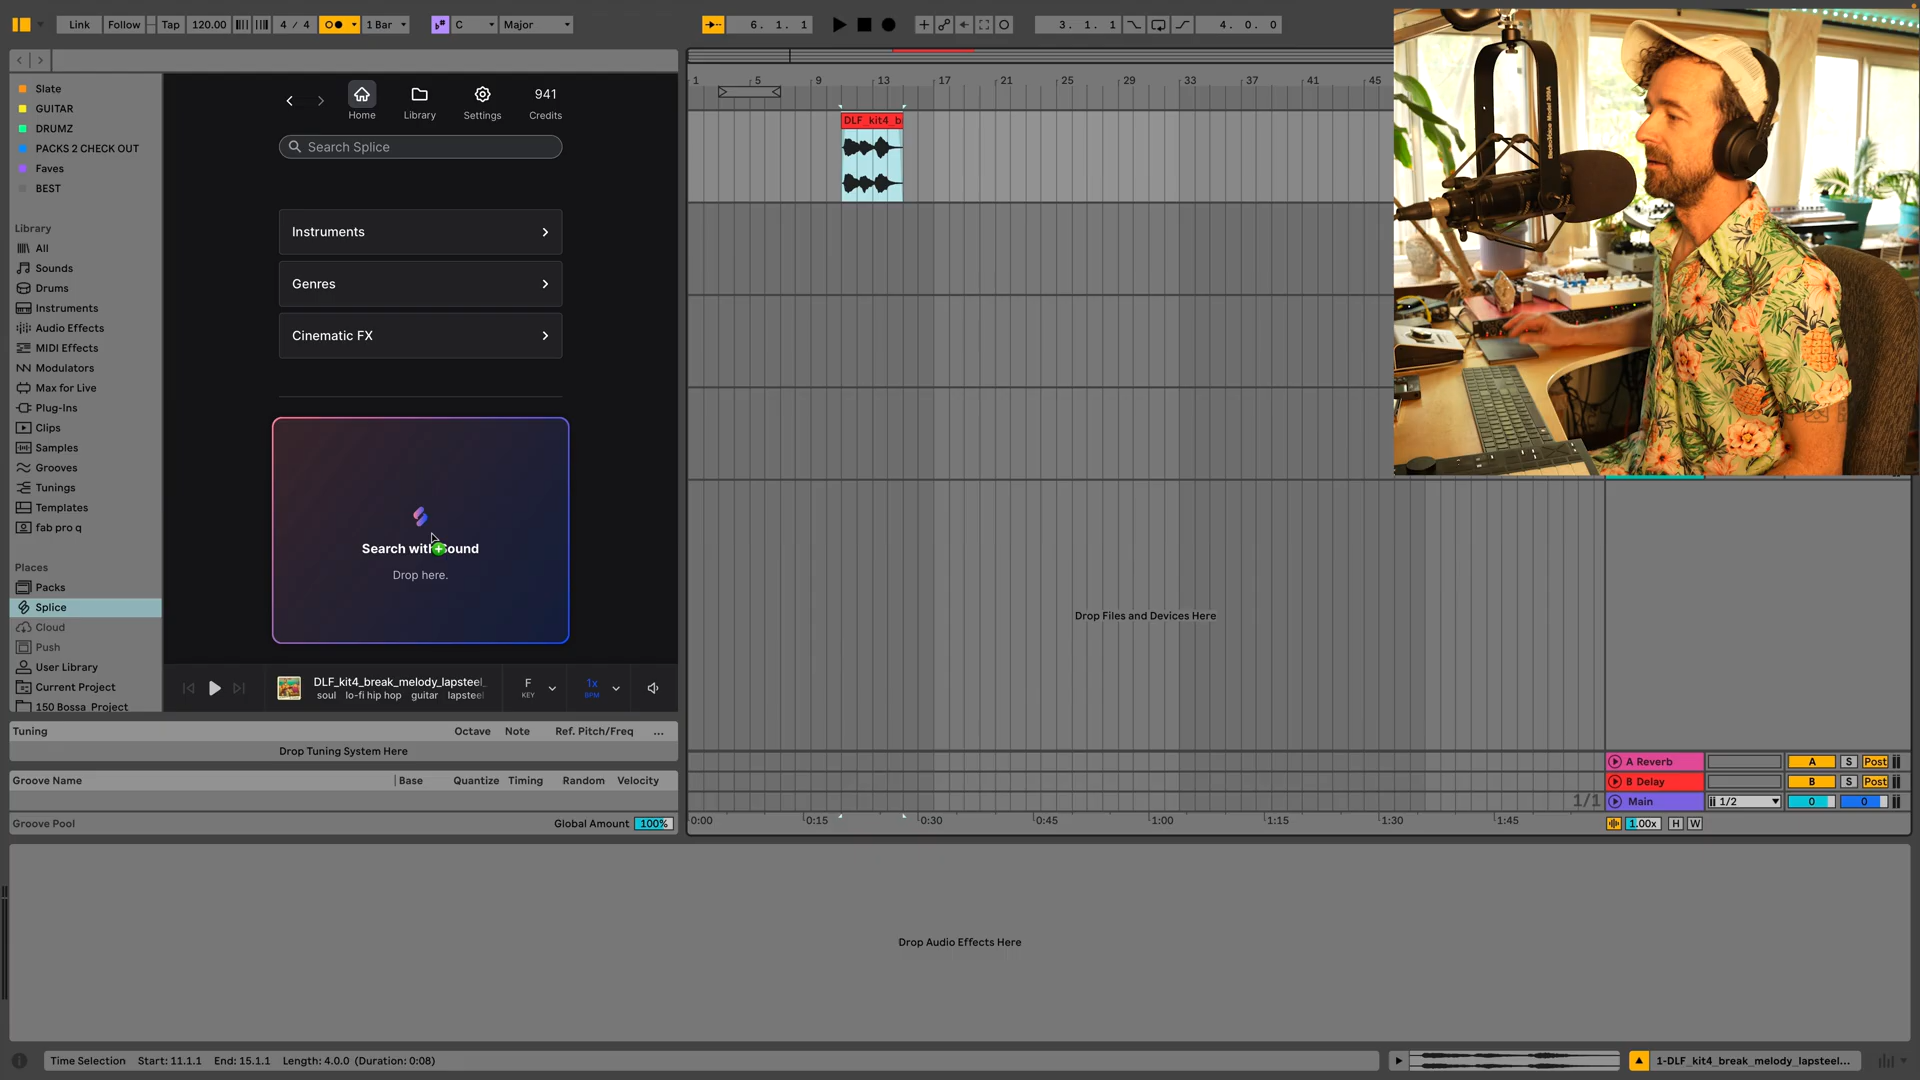 Link Follow Tap 120.00 4 / 4 1 Bar C Major 6. 1. 1 3. 1. 1 4. 0. 0
Slate
GUITAR
DRUMZ
PACKS 2 CHECK OUT
Faves
BEST
Library
All
Sounds
Drums
Instruments
Audio Effects
MIDI Effects
Modulators
Max for Live
Plug-Ins
Clips
Samples
Grooves
Tunings
Templates
fab pro q
Places
Packs
Splice
Cloud
Push
User Library
Current Project
150 Bossa Project
Home Library Settings 941 Credits
Search Splice
Instruments
Genres
Cinematic FX
Search with Sound
Drop here.
DLF_kit4_break_melody_lapsteel_
soul lo-fi hip hop guitar lapsteel
F KEY 1x BPM
Tuning Octave Note Ref. Pitch/Freq ...
Drop Tuning System Here
Groove Name Base Quantize Timing Random Velocity
Groove Pool Global Amount 100%
1 5 9 13 17 21 25 29 33 37 41 45
DLF_kit4_b
Drop Files and Devices Here
A Reverb A S Post
B Delay B S Post
1/1 Main 1/2 0 0
0:00 0:15 0:30 0:45 1:00 1:15 1:30 1:45
1.00x H W
Drop Audio Effects Here
Time Selection Start: 11.1.1 End: 15.1.1 Length: 4.0.0 (Duration: 0:08)
1-DLF_kit4_break_melody_lapsteel...